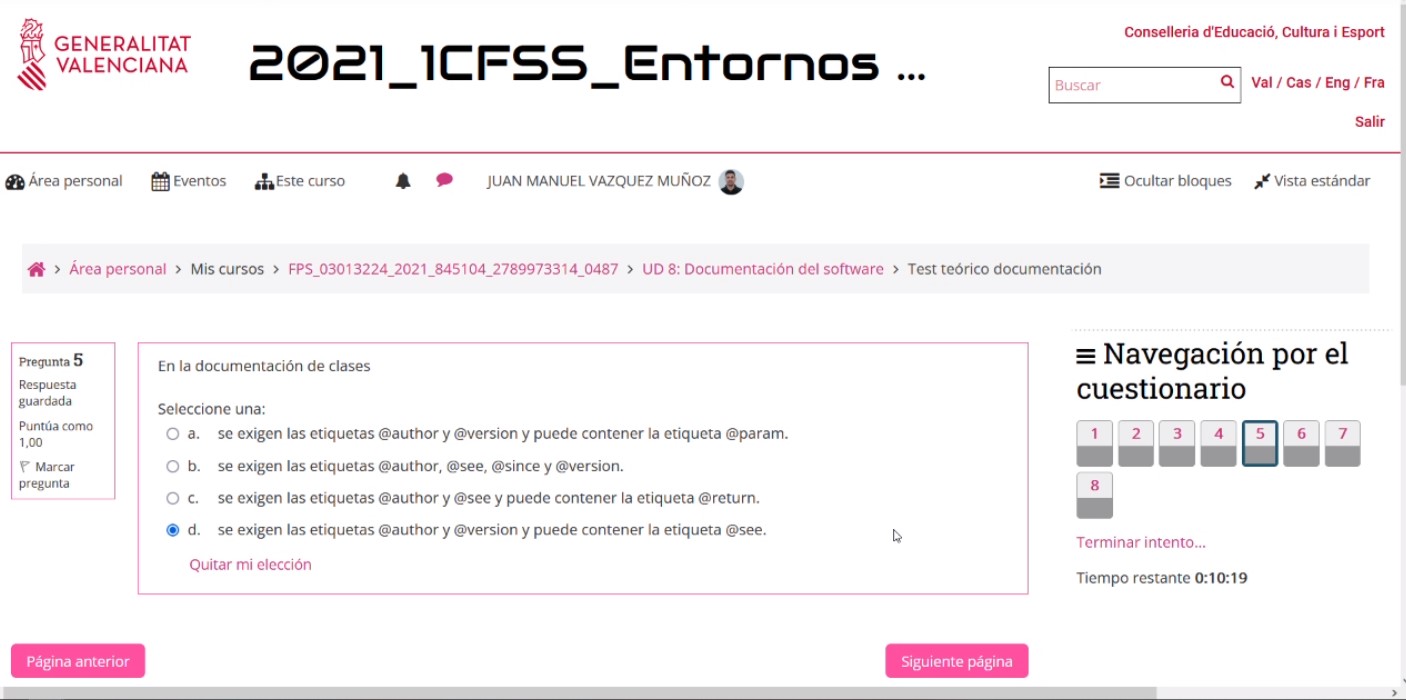 GENERALITAT
VALENCIANA
2021_1CFSS_Entornos ...
Conselleria d'Educació, Cultura i Esport
Buscar
Val / Cas / Eng / Fra
Salir
Área personal
Eventos
Este curso
JUAN MANUEL VAZQUEZ MUÑOZ
Ocultar bloques
Vista estándar
> Área personal > Mis cursos > FPS_03013224_2021_845104_2789973314_0487 > UD 8: Documentación del software > Test teórico documentación
Pregunta 5
Respuesta
guardada
Puntúa como
1,00
Marcar
pregunta
En la documentación de clases
Seleccione una:
a. se exigen las etiquetas @author y @version y puede contener la etiqueta @param.
b. se exigen las etiquetas @author, @see, @since y @version.
c. se exigen las etiquetas @author y @see y puede contener la etiqueta @return.
d. se exigen las etiquetas @author y @version y puede contener la etiqueta @see.
Quitar mi elección
Navegación por el
cuestionario
1 2 3 4 5 6 7
8
Terminar intento...
Tiempo restante 0:10:19
Página anterior
Siguiente página